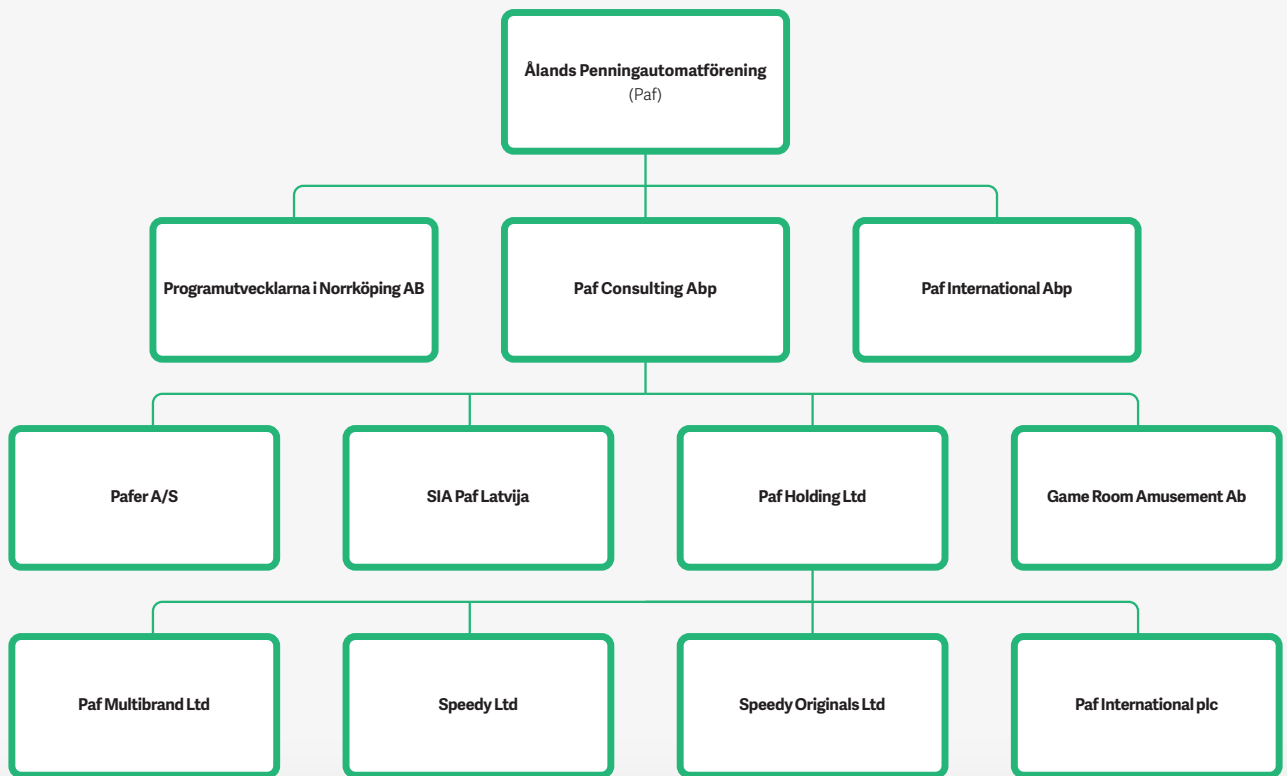 Ålands Penningautomatförening
(Paf)
Programutvecklarna i Norrköping AB
Paf Consulting Abp
Paf International Abp
Pafer A/S
SIA Paf Latvija
Paf Holding Ltd
Game Room Amusement Ab
Paf Multibrand Ltd
Speedy Ltd
Speedy Originals Ltd
Paf International plc